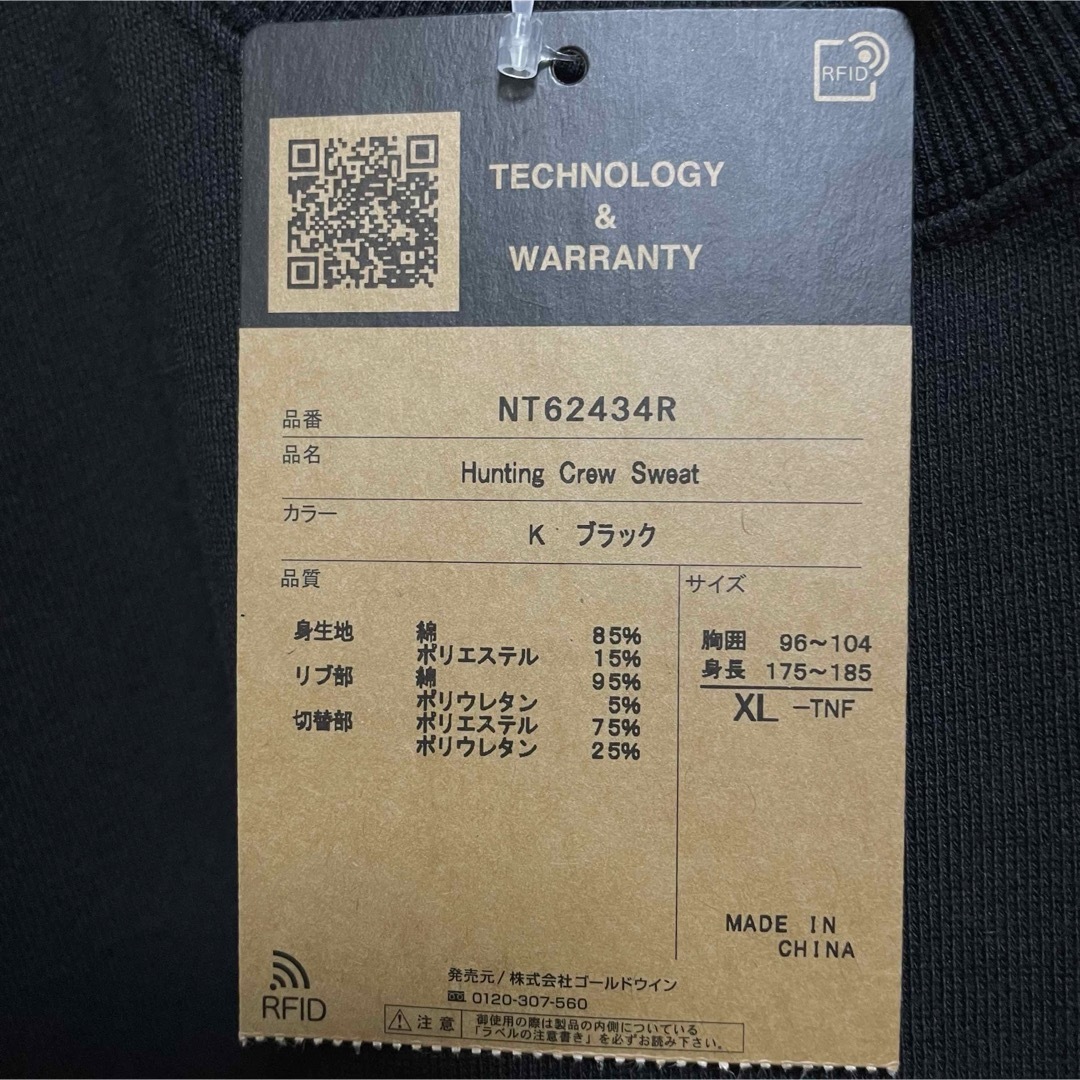 RFID
TECHNOLOGY
&
WARRANTY
品番 NT62434R
品名 Hunting Crew Sweat
カラー K ブラック
品質
身生地 綿 85%
ポリエステル 15%
リブ部 綿 95%
ポリウレタン 5%
切替部 ポリエステル 75%
ポリウレタン 25%
サイズ
胸囲 96~104
身長 175~185
XL -TNF
MADE IN
CHINA
RFID
発売元/株式会社ゴールドウイン
0120-307-560
注意
御使用の際は製品の内側についている
「ラベルの注意書き」を必ずお読み下さい。